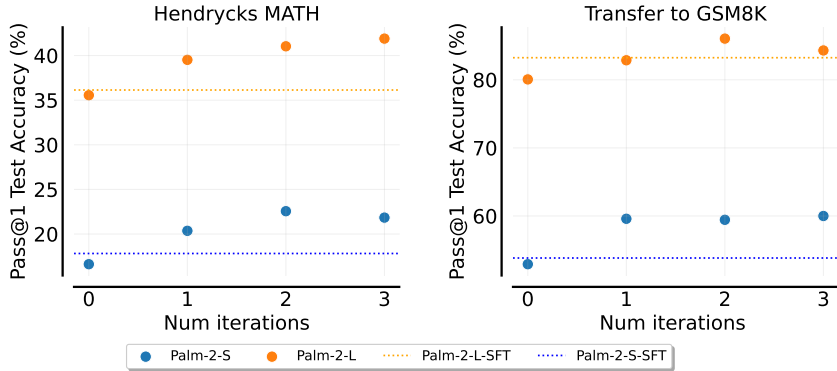 Hendrycks MATH
Pass@1 Test Accuracy (%)
40
35
30
25
20
0 1 2 3
Num iterations
Transfer to GSM8K
Pass@1 Test Accuracy (%)
80
70
60
0 1 2 3
Num iterations
Palm-2-S Palm-2-L Palm-2-L-SFT Palm-2-S-SFT